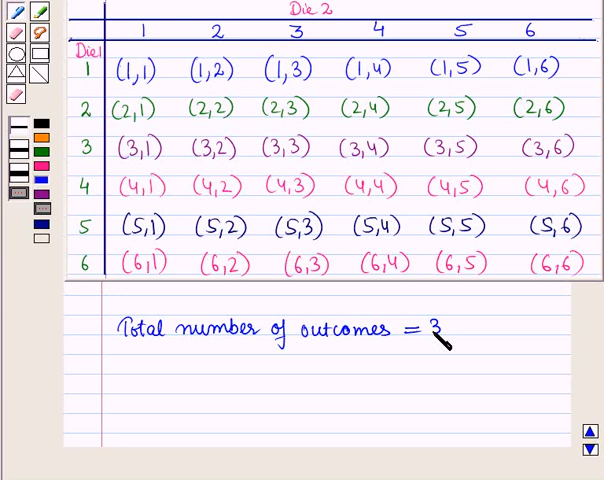 Die 2
1 2 3 4 5 6
Die1
1 (1,1) (1,2) (1,3) (1,4) (1,5) (1,6)
2 (2,1) (2,2) (2,3) (2,4) (2,5) (2,6)
3 (3,1) (3,2) (3,3) (3,4) (3,5) (3,6)
4 (4,1) (4,2) (4,3) (4,4) (4,5) (4,6)
5 (5,1) (5,2) (5,3) (5,4) (5,5) (5,6)
6 (6,1) (6,2) (6,3) (6,4) (6,5) (6,6)
Total number of outcomes = 3